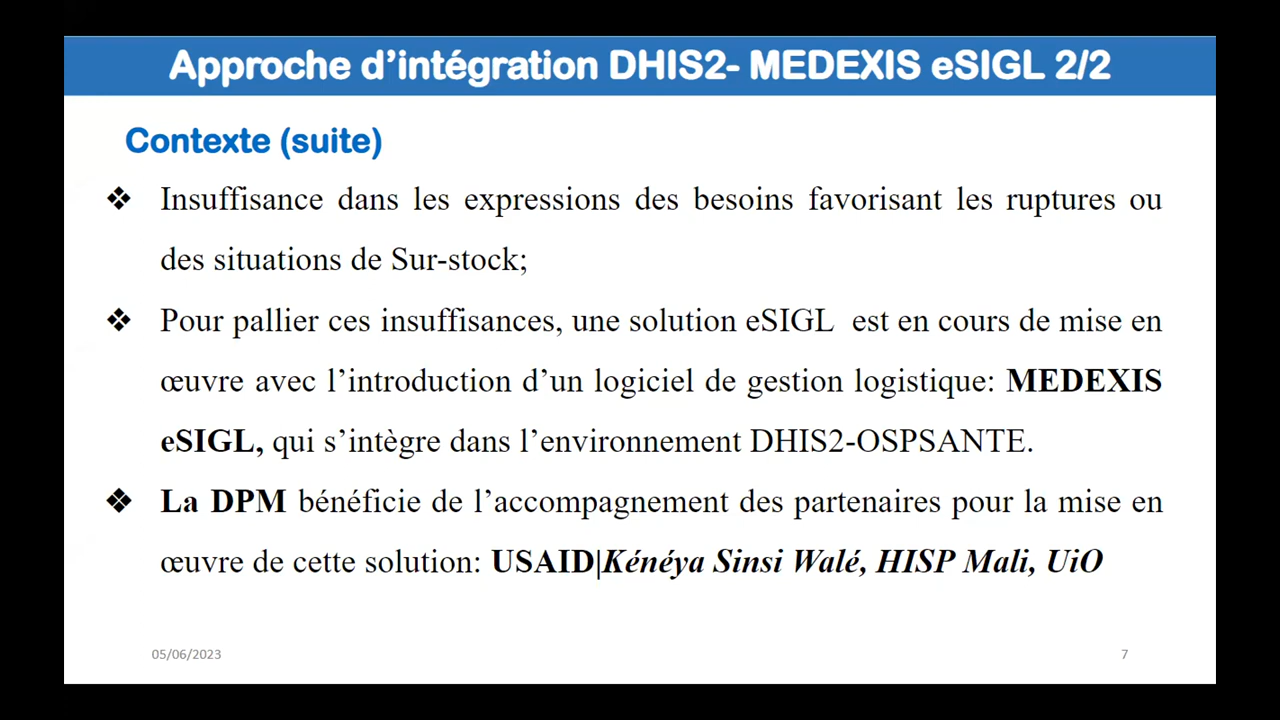 Approche d’intégration DHIS2- MEDEXIS eSIGL 2/2
Contexte (suite)
❖ Insuffisance dans les expressions des besoins favorisant les ruptures ou
des situations de Sur-stock;
❖ Pour pallier ces insuffisances, une solution eSIGL est en cours de mise en
œuvre avec l’introduction d’un logiciel de gestion logistique: MEDEXIS
eSIGL, qui s’intègre dans l’environnement DHIS2-OSPSANTE.
❖ La DPM bénéficie de l’accompagnement des partenaires pour la mise en
œuvre de cette solution: USAID|Kénéya Sinsi Walé, HISP Mali, UiO
05/06/2023
7